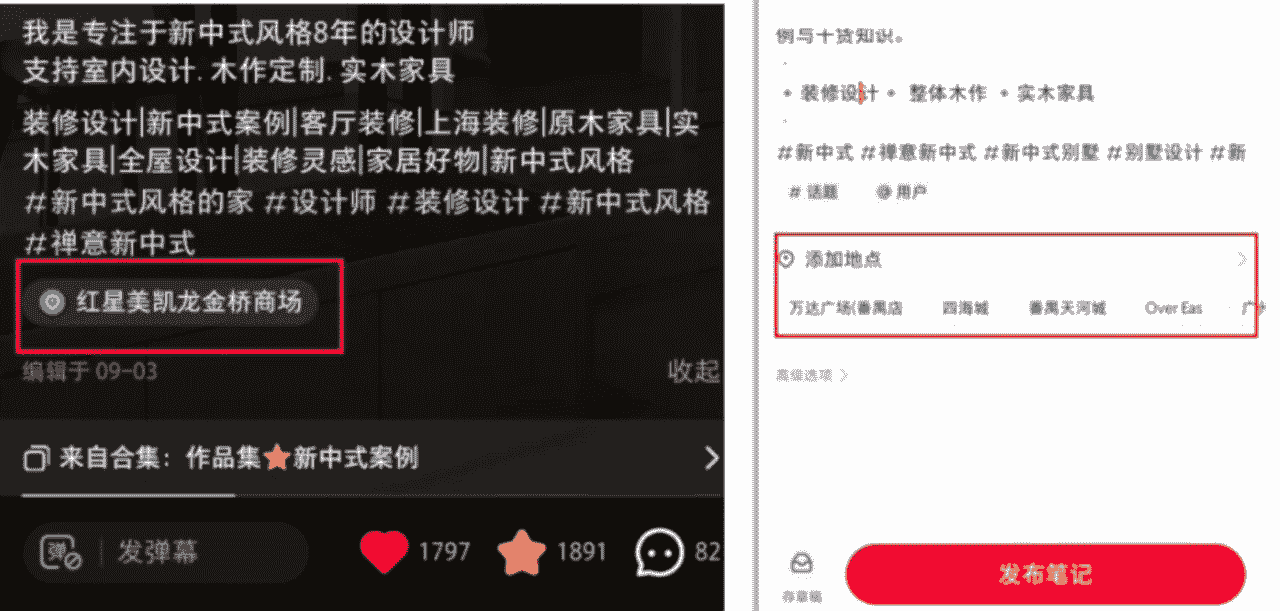 我是专注于新中式风格8年的设计师
支持室内设计. 木作定制. 实木家具
装修设计|新中式案例|客厅装修|上海装修|原木家具|实
木家具|全屋设计|装修灵感|家居好物|新中式风格
#新中式风格的家 #设计师 #装修设计 #新中式风格
#禅意新中式
红星美凯龙金桥商场
编辑于 09-03
收起
来自合集：作品集⭐新中式案例
弹
发弹幕
1797
1891
82
例与干货知识。
• 装修设计 • 整体木作 • 实木家具
#新中式 #禅意新中式 #新中式别墅 #别墅设计 #新
# 话题 @ 用户
添加地点
万达广场(番禺店 四海城 番禺天河城 Over Eas 广
高级选项
存草稿
发布笔记